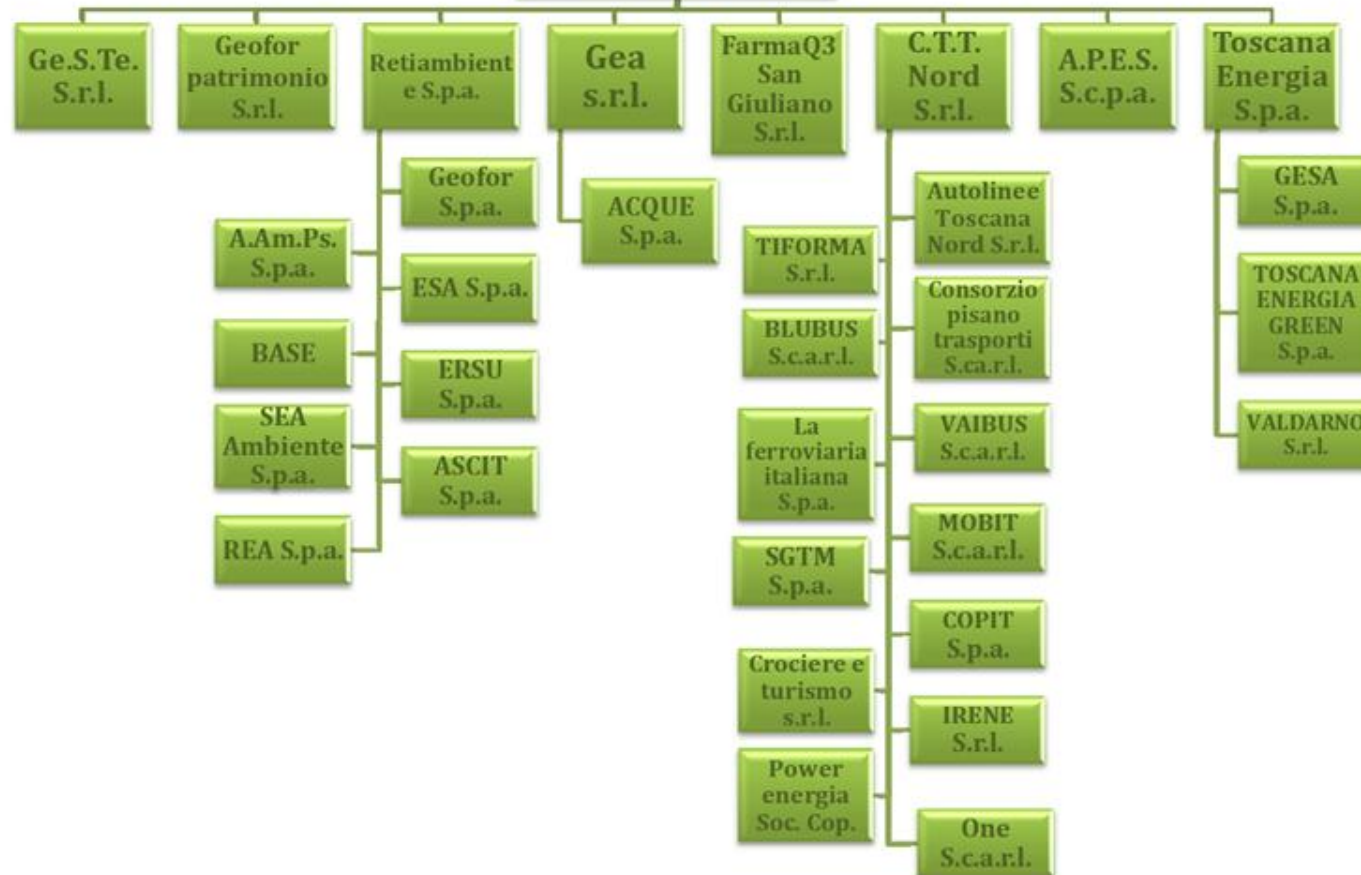 Ge.S.Te.
S.r.l.
Geofor
patrimonio
S.r.l.
Retiambient
e S.p.a.
Gea
s.r.l.
FarmaQ3
San
Giuliano
S.r.l.
C.T.T.
Nord
S.r.l.
A.P.E.S.
S.c.p.a.
Toscana
Energia
S.p.a.
Geofor
S.p.a.
A.Am.Ps.
S.p.a.
ESA S.p.a.
BASE
ERSU
S.p.a.
SEA
Ambiente
S.p.a.
ASCIT
S.p.a.
REA S.p.a.
ACQUE
S.p.a.
Autolinee
Toscana
Nord S.r.l.
TIFORMA
S.r.l.
Consorzio
pisano
trasporti
S.ca.r.l.
BLUBUS
S.c.a.r.l.
VAIBUS
S.c.a.r.l.
La
ferroviaria
italiana
S.p.a.
MOBIT
S.c.a.r.l.
SGTM
S.p.a.
COPIT
S.p.a.
Crociere e
turismo
s.r.l.
IRENE
S.r.l.
Power
energia
Soc. Cop.
One
S.c.a.r.l.
GESA
S.p.a.
TOSCANA
ENERGIA
GREEN
S.p.a.
VALDARNO
S.r.l.